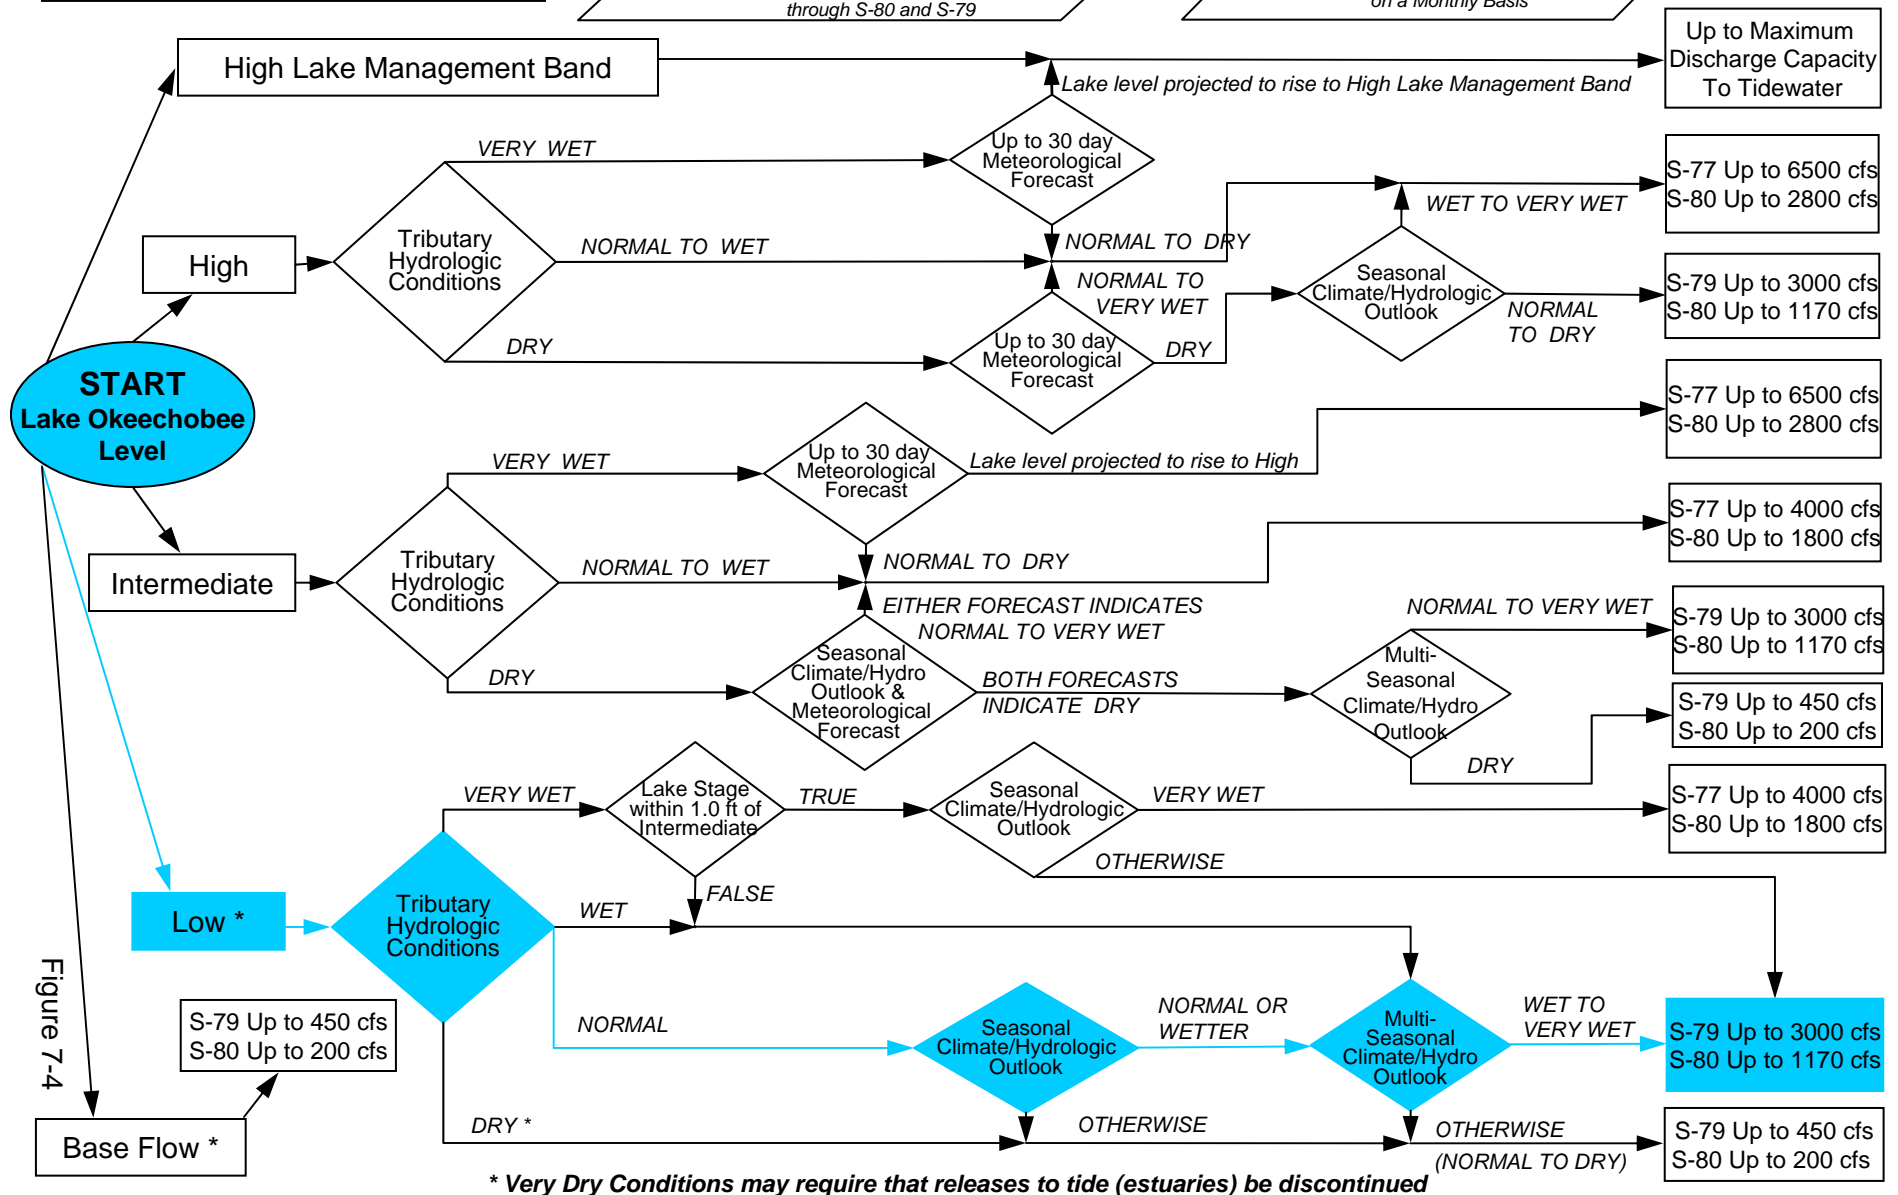 through S-80 and S-79
on a Monthly Basis
High Lake Management Band
Lake level projected to rise to High Lake Management Band
Up to Maximum
Discharge Capacity
To Tidewater
VERY WET
Up to 30 day
Meteorological
Forecast
S-77 Up to 6500 cfs
S-80 Up to 2800 cfs
WET TO VERY WET
High
Tributary
Hydrologic
Conditions
NORMAL TO WET
NORMAL TO DRY
NORMAL TO
VERY WET
Seasonal
Climate/Hydrologic
Outlook
NORMAL
TO DRY
S-79 Up to 3000 cfs
S-80 Up to 1170 cfs
DRY
Up to 30 day
Meteorological
Forecast
DRY
START
Lake Okeechobee
Level
S-77 Up to 6500 cfs
S-80 Up to 2800 cfs
VERY WET
Up to 30 day
Meteorological
Forecast
Lake level projected to rise to High
S-77 Up to 4000 cfs
S-80 Up to 1800 cfs
Intermediate
Tributary
Hydrologic
Conditions
NORMAL TO WET
NORMAL TO DRY
EITHER FORECAST INDICATES
NORMAL TO VERY WET
NORMAL TO VERY WET
S-79 Up to 3000 cfs
S-80 Up to 1170 cfs
DRY
Seasonal
Climate/Hydro
Outlook &
Meteorological
Forecast
BOTH FORECASTS
INDICATE DRY
Multi-
Seasonal
Climate/Hydro
Outlook
S-79 Up to 450 cfs
S-80 Up to 200 cfs
DRY
VERY WET
Lake Stage
within 1.0 ft of
Intermediate
TRUE
Seasonal
Climate/Hydrologic
Outlook
VERY WET
S-77 Up to 4000 cfs
S-80 Up to 1800 cfs
OTHERWISE
FALSE
Low *
Tributary
Hydrologic
Conditions
WET
NORMAL
Seasonal
Climate/Hydrologic
Outlook
NORMAL OR
WETTER
Multi-
Seasonal
Climate/Hydro
Outlook
WET TO
VERY WET
S-79 Up to 3000 cfs
S-80 Up to 1170 cfs
Figure 7-4
S-79 Up to 450 cfs
S-80 Up to 200 cfs
Base Flow *
DRY *
OTHERWISE
OTHERWISE
(NORMAL TO DRY)
S-79 Up to 450 cfs
S-80 Up to 200 cfs
* Very Dry Conditions may require that releases to tide (estuaries) be discontinued